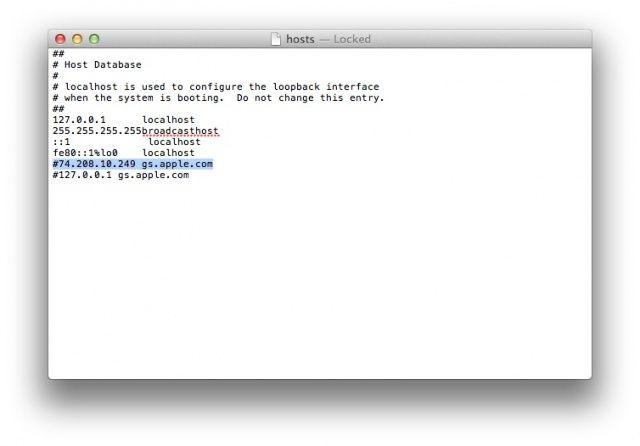 hosts — Locked
##
# Host Database
#
# localhost is used to configure the loopback interface
# when the system is booting.  Do not change this entry.
##
127.0.0.1      localhost
255.255.255.255broadcasthost
::1             localhost
fe80::1%lo0    localhost
#74.208.10.249 gs.apple.com
#127.0.0.1 gs.apple.com